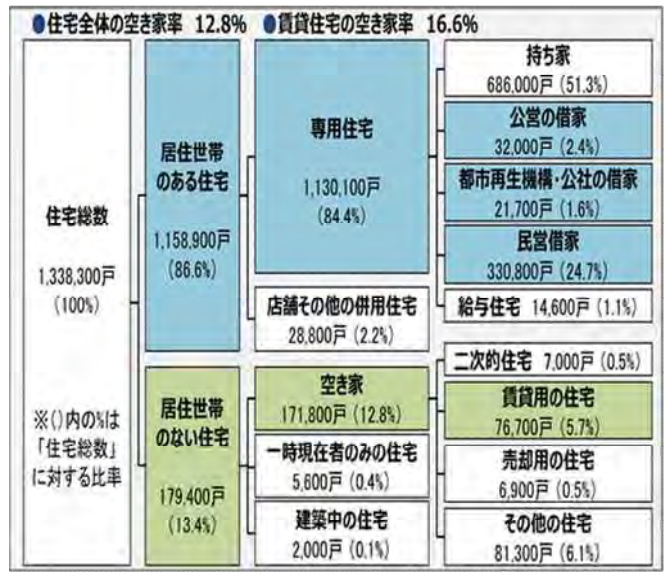 ●住宅全体の空き家率 12.8% ●賃貸住宅の空き家率 16.6%
住宅総数
1,338,300戸
(100%)
※()内の%は
「住宅総数」
に対する比率
居住世帯
のある住宅
1,158,900戸
(86.6%)
専用住宅
1,130,100戸
(84.4%)
持ち家
686,000戸 (51.3%)
公営の借家
32,000戸 (2.4%)
都市再生機構・公社の借家
21,700戸 (1.6%)
民営借家
330,800戸 (24.7%)
給与住宅 14,600戸 (1.1%)
店舗その他の併用住宅
28,800戸 (2.2%)
居住世帯
のない住宅
179,400戸
(13.4%)
空き家
171,800戸 (12.8%)
二次的住宅 7,000戸 (0.5%)
賃貸用の住宅
76,700戸 (5.7%)
売却用の住宅
6,900戸 (0.5%)
その他の住宅
81,300戸 (6.1%)
一時現在者のみの住宅
5,600戸 (0.4%)
建築中の住宅
2,000戸 (0.1%)